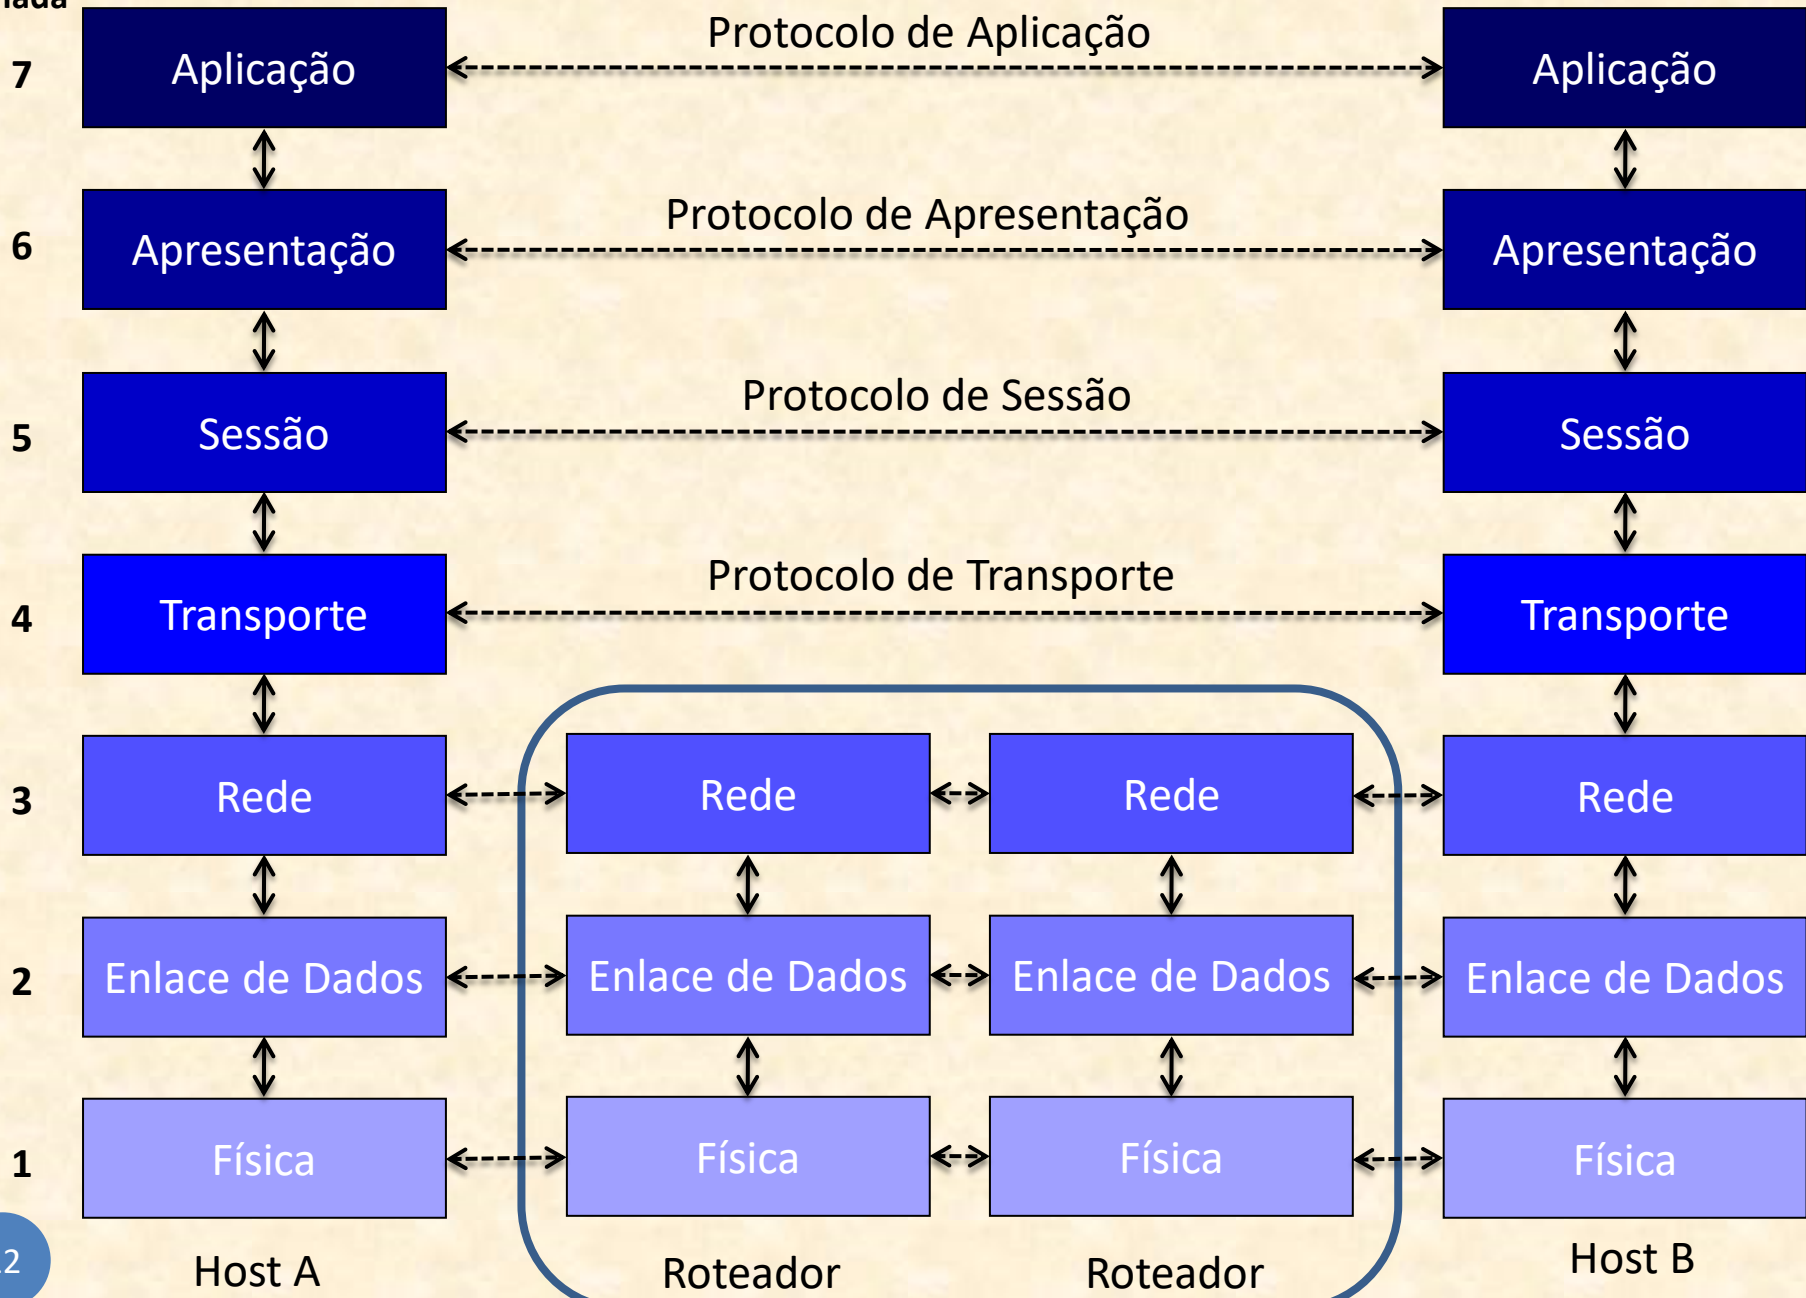 7
Aplicação
Protocolo de Aplicação
Aplicação
6
Apresentação
Protocolo de Apresentação
Apresentação
5
Sessão
Protocolo de Sessão
Sessão
4
Transporte
Protocolo de Transporte
Transporte
3
Rede
Rede
Rede
Rede
2
Enlace de Dados
Enlace de Dados
Enlace de Dados
Enlace de Dados
1
Física
Física
Física
Física
Host A
Roteador
Roteador
Host B